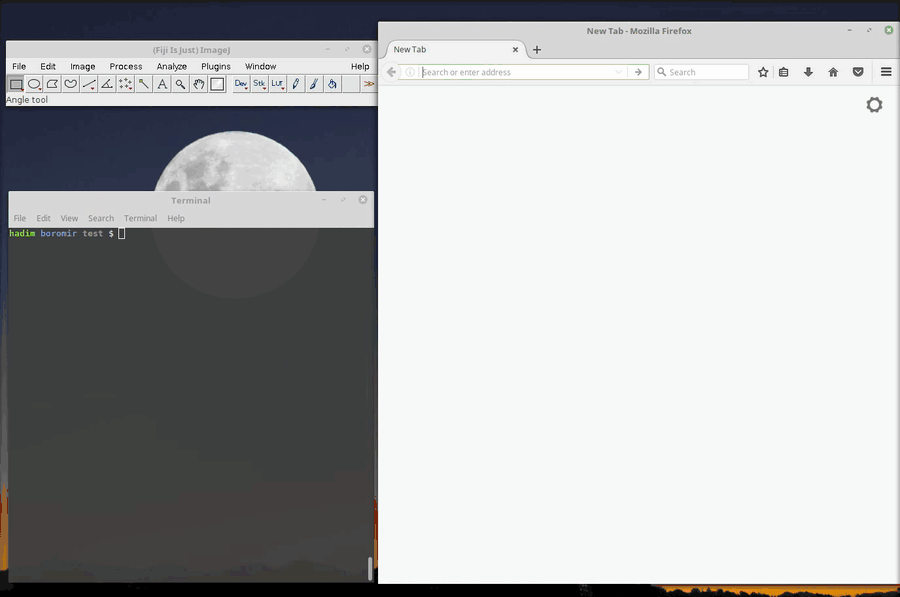 (Fiji Is Just) ImageJ
File Edit Image Process Analyze Plugins Window Help
A Dev Stk LUT >>
Angle tool
Terminal
File Edit View Search Terminal Help
hadim boromir test $
New Tab - Mozilla Firefox
New Tab
Search or enter address Search